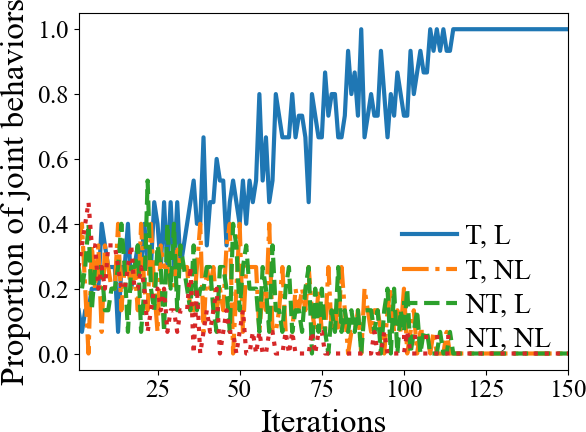 Proportion of joint behaviors
1.0
0.8
0.6
0.4
0.2
0.0
T, L
T, NL
NT, L
NT, NL
25
50
75
100
125
150
Iterations